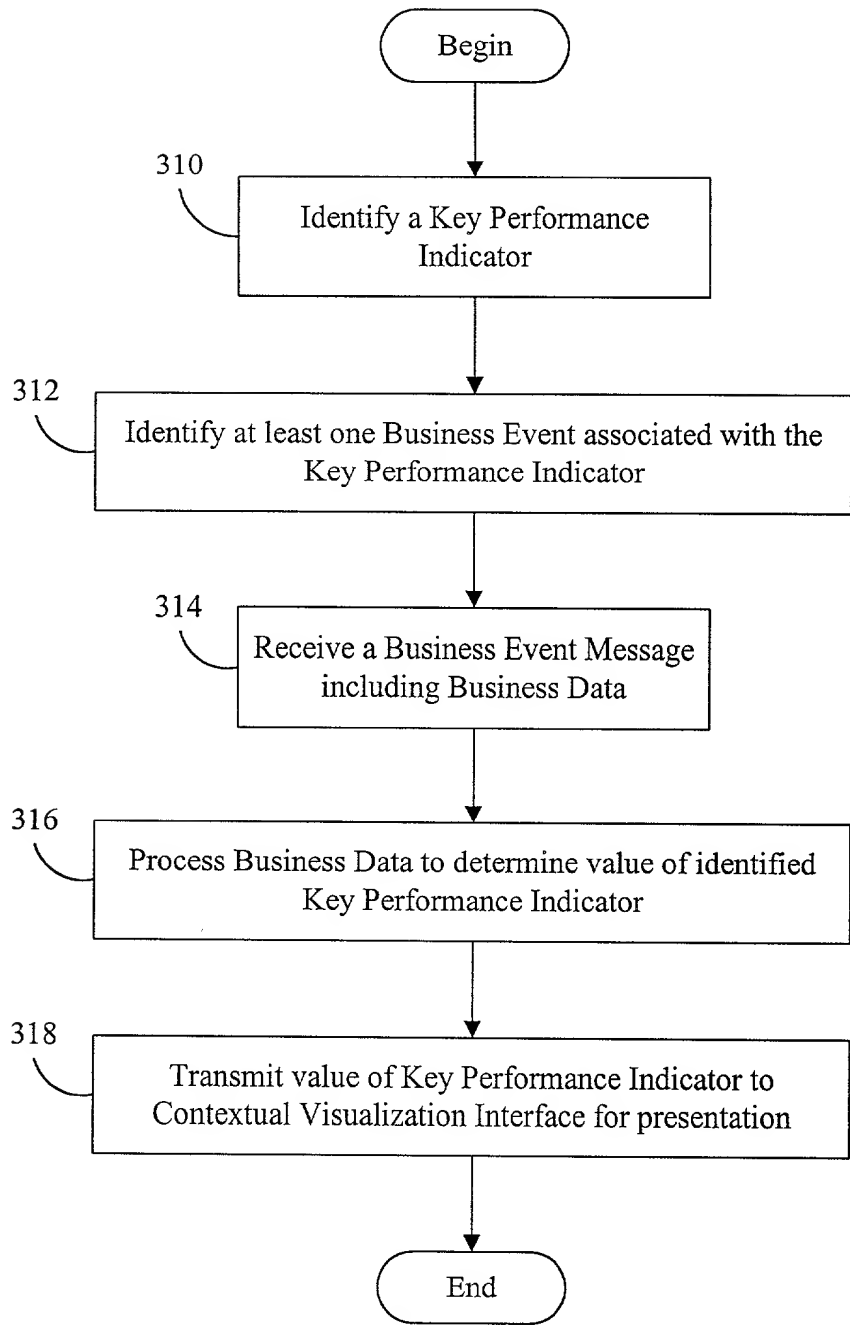 Begin
310
Identify a Key Performance
Indicator
312
Identify at least one Business Event associated with the
Key Performance Indicator
314
Receive a Business Event Message
including Business Data
316
Process Business Data to determine value of identified
Key Performance Indicator
318
Transmit value of Key Performance Indicator to
Contextual Visualization Interface for presentation
End